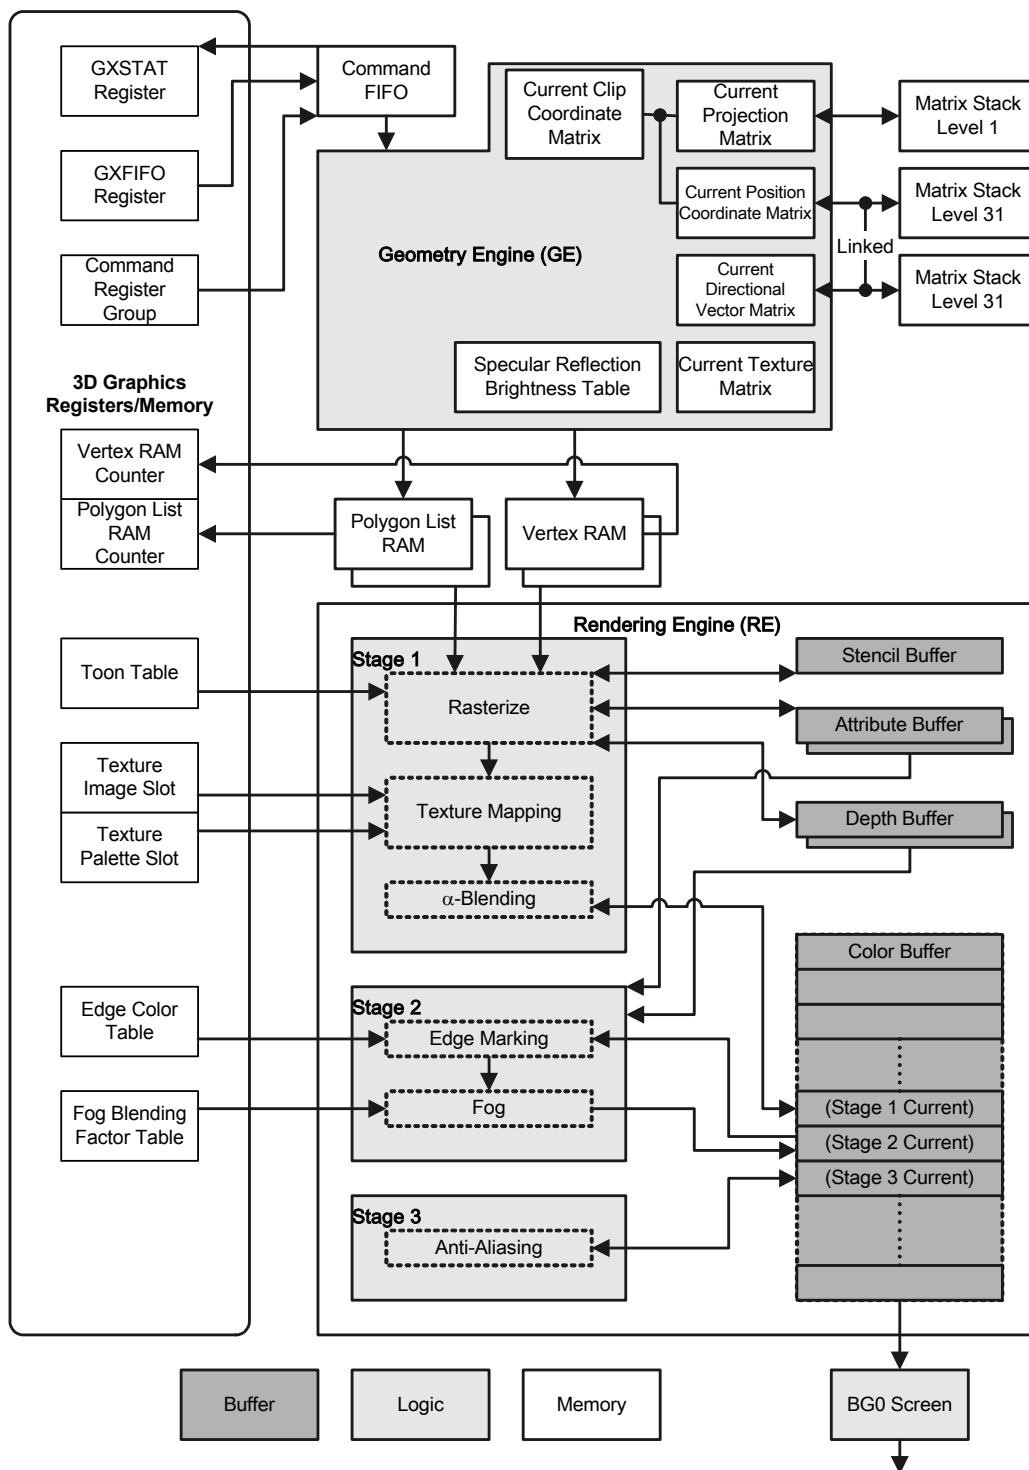 GXSTAT
Register
Command
FIFO
Current Clip
Coordinate
Matrix
Current
Projection
Matrix
Matrix Stack
Level 1
GXFIFO
Register
Current Position
Coordinate Matrix
Matrix Stack
Level 31
Geometry Engine (GE)
Linked
Command
Register
Group
Current
Directional
Vector Matrix
Matrix Stack
Level 31
Specular Reflection
Brightness Table
Current Texture
Matrix
3D Graphics
Registers/Memory
Vertex RAM
Counter
Polygon List
RAM
Counter
Polygon List
RAM
Vertex RAM
Rendering Engine (RE)
Stage 1
Stencil Buffer
Toon Table
Rasterize
Attribute Buffer
Texture
Image Slot
Texture Mapping
Depth Buffer
Texture
Palette Slot
α-Blending
Color Buffer
Stage 2
Edge Color
Table
Edge Marking
Fog Blending
Factor Table
Fog
(Stage 1 Current)
(Stage 2 Current)
(Stage 3 Current)
Stage 3
Anti-Aliasing
Buffer
Logic
Memory
BG0 Screen